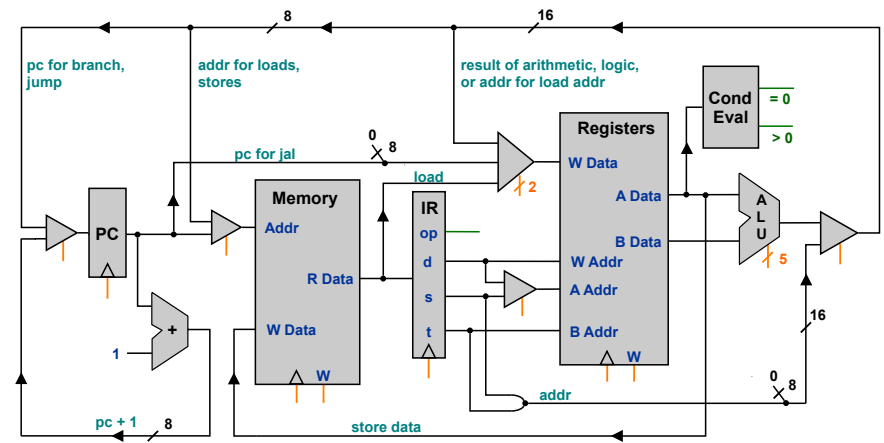 8
16
pc for branch,
jump
addr for loads,
stores
result of arithmetic, logic,
or addr for load addr
Cond
Eval
= 0
> 0
Registers
0
8
pc for jal
W Data
load
2
Memory
IR
A Data
A
L
U
PC
Addr
op
B Data
R Data
d
W Addr
5
s
A Addr
+
1
W Data
t
B Addr
16
W
W
0
8
addr
pc + 1
8
store data